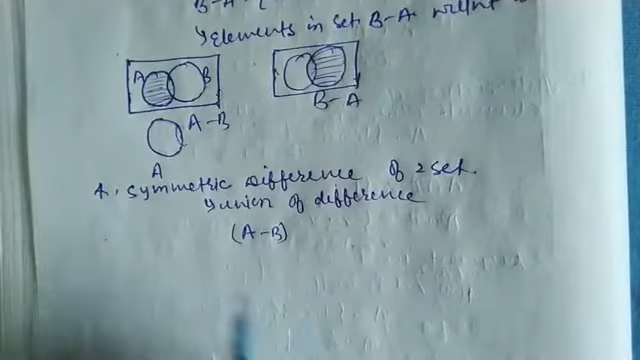 B-A = {
→ Elements in set B-A
A B
B-A
A-B
A
4. Symmetric Difference of 2 set.
→ union of difference
(A-B)